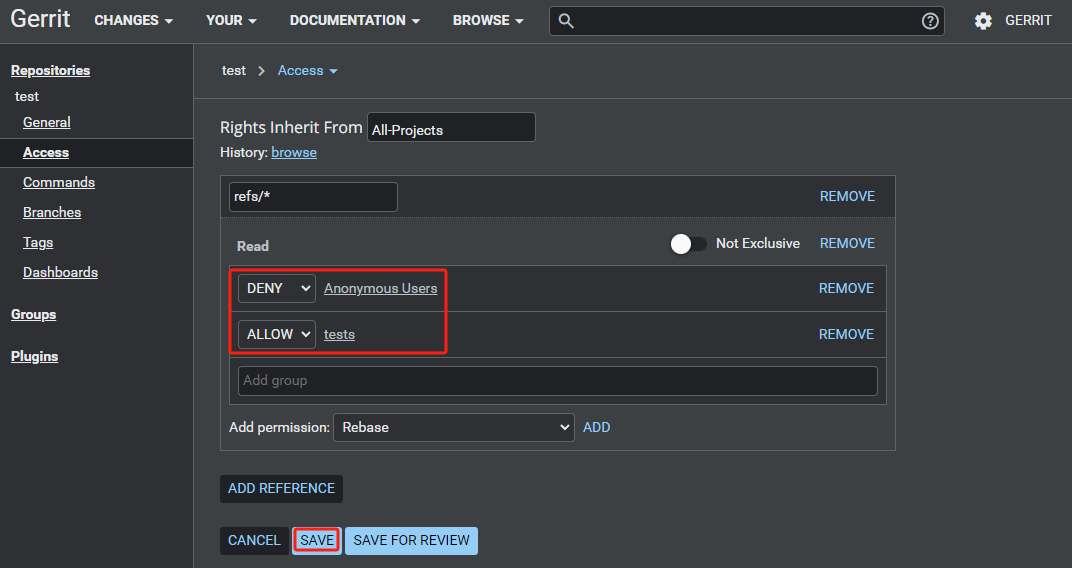 Gerrit CHANGES YOUR DOCUMENTATION BROWSE GERRIT
Repositories
test
General
Access
Commands
Branches
Tags
Dashboards
Groups
Plugins
test > Access
Rights Inherit From All-Projects
History: browse
refs/* REMOVE
Read Not Exclusive REMOVE
DENY Anonymous Users REMOVE
ALLOW tests REMOVE
Add group
Add permission: Rebase ADD
ADD REFERENCE
CANCEL SAVE SAVE FOR REVIEW